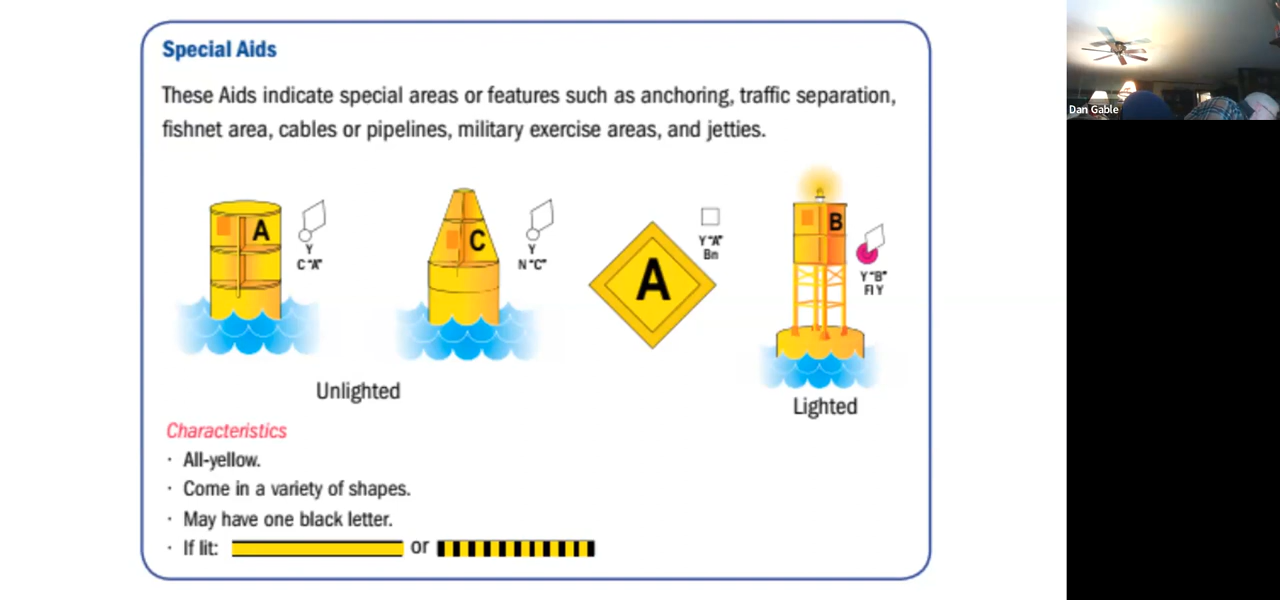 Special Aids
These Aids indicate special areas or features such as anchoring, traffic separation,
fishnet area, cables or pipelines, military exercise areas, and jetties.
A
Y
C "A"
C
Y
N "C"
A
Y "A"
Bn
B
Y "B"
Fl Y
Unlighted
Lighted
Characteristics
· All-yellow.
· Come in a variety of shapes.
· May have one black letter.
· If lit: or
Dan Gable